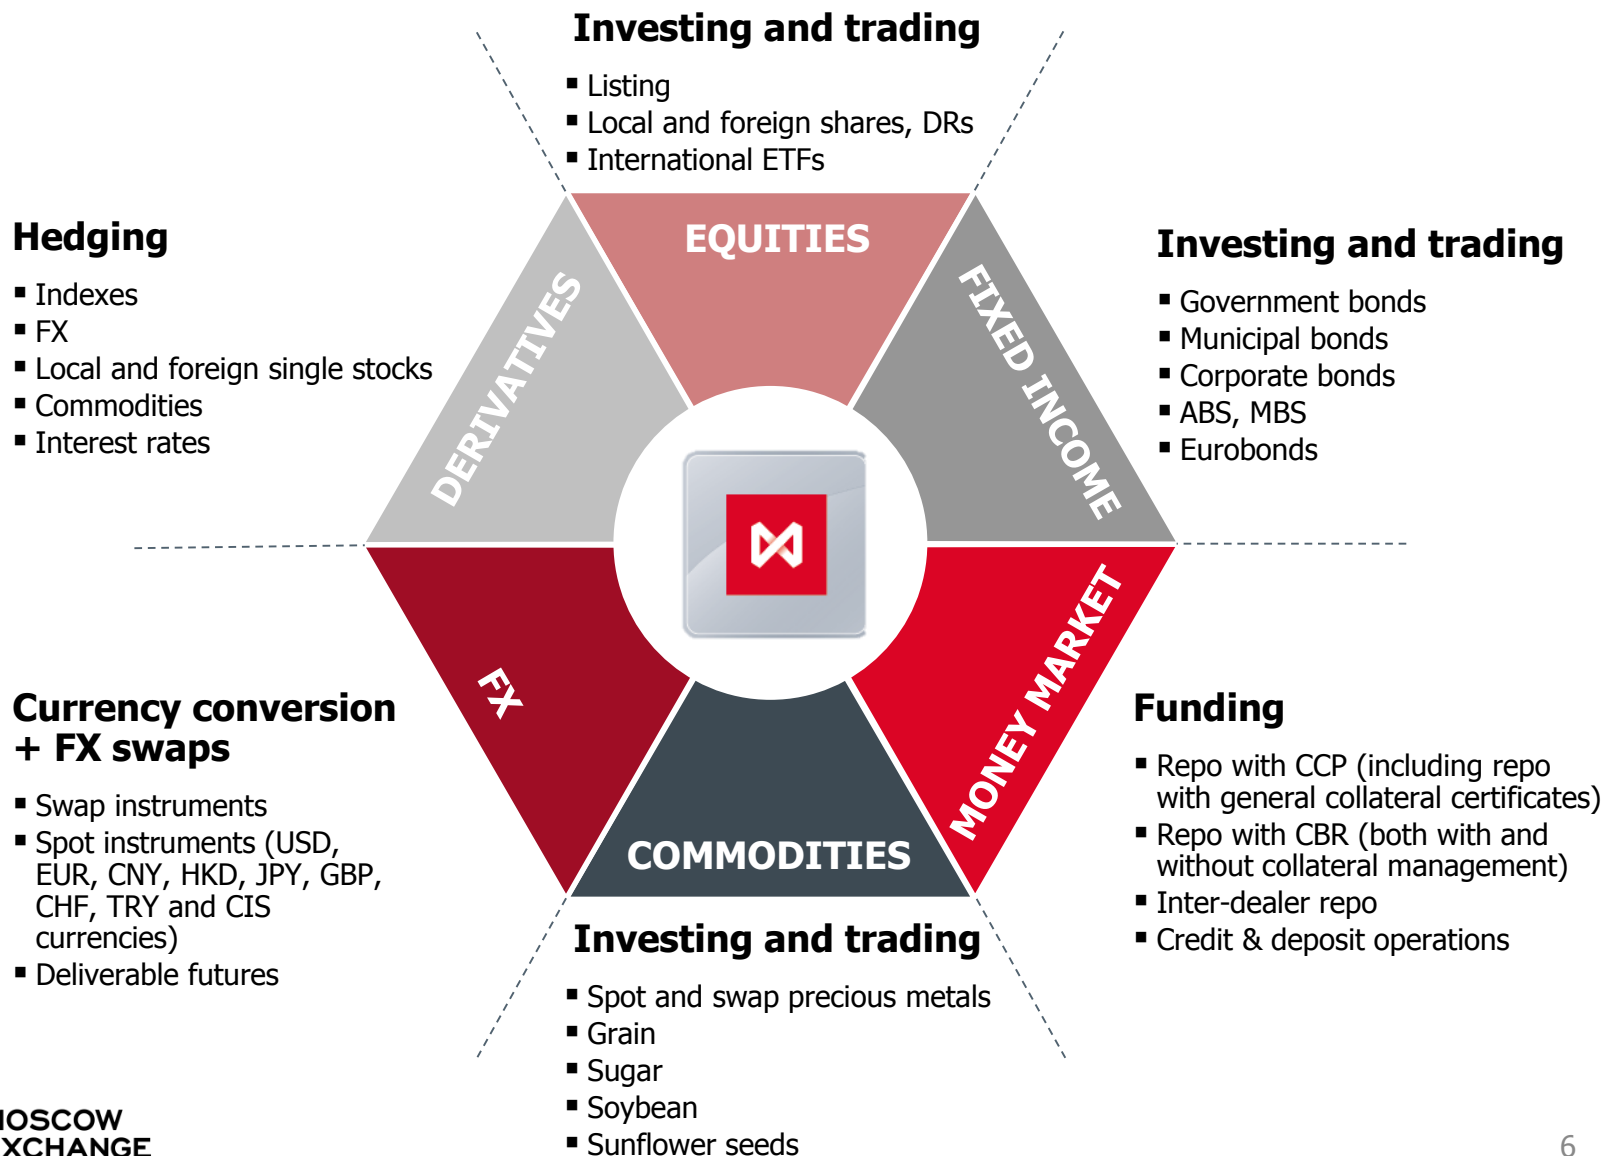 Investing and trading
▪ Listing
▪ Local and foreign shares, DRs
▪ International ETFs
EQUITIES
Hedging
▪ Indexes
▪ FX
▪ Local and foreign single stocks
▪ Commodities
▪ Interest rates
DERIVATIVES
FIXED INCOME
Investing and trading
▪ Government bonds
▪ Municipal bonds
▪ Corporate bonds
▪ ABS, MBS
▪ Eurobonds
FX
Currency conversion
+ FX swaps
▪ Swap instruments
▪ Spot instruments (USD,
EUR, CNY, HKD, JPY, GBP,
CHF, TRY and CIS
currencies)
▪ Deliverable futures
MONEY MARKET
Funding
▪ Repo with CCP (including repo
with general collateral certificates)
▪ Repo with CBR (both with and
without collateral management)
▪ Inter-dealer repo
▪ Credit & deposit operations
COMMODITIES
Investing and trading
▪ Spot and swap precious metals
▪ Grain
▪ Sugar
▪ Soybean
▪ Sunflower seeds
MOSCOW
EXCHANGE
6